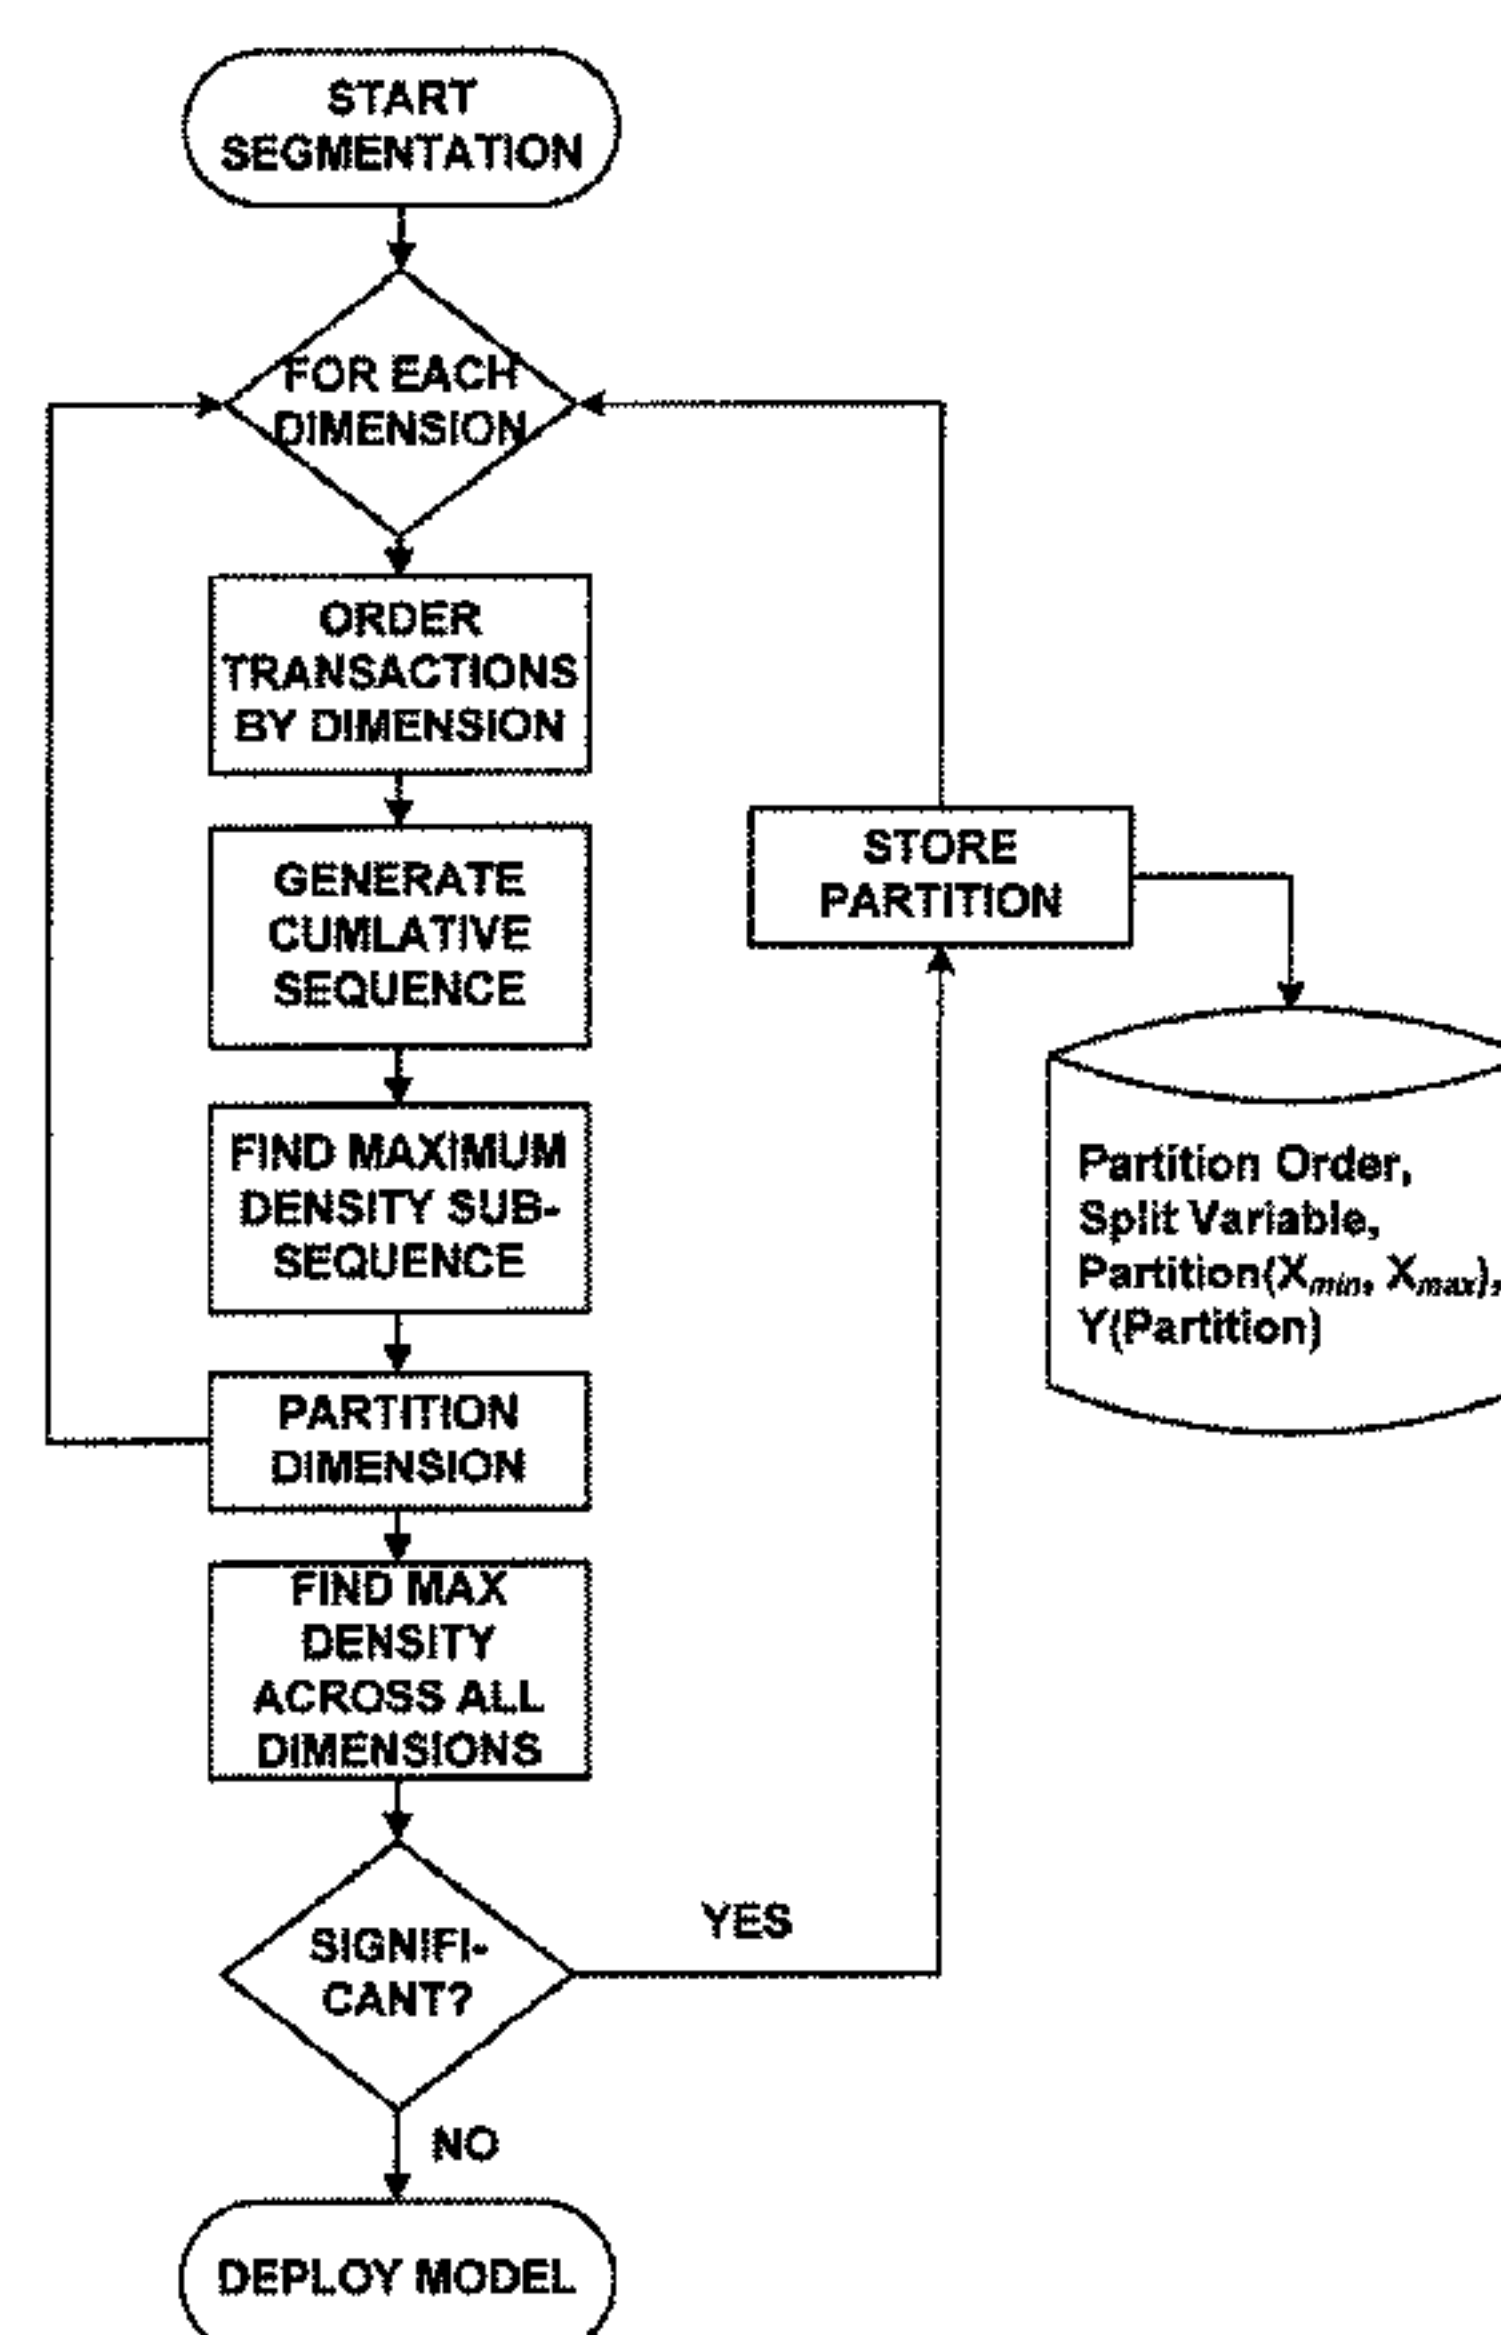 START
SEGMENTATION
FOR EACH
DIMENSION
ORDER
TRANSACTIONS
BY DIMENSION
GENERATE
CUMLATIVE
SEQUENCE
FIND MAXIMUM
DENSITY SUB-
SEQUENCE
PARTITION
DIMENSION
FIND MAX
DENSITY
ACROSS ALL
DIMENSIONS
SIGNIFI-
CANT?
YES
NO
DEPLOY MODEL
STORE
PARTITION
Partition Order,
Split Variable,
Partition(Xmin, Xmax),
Y(Partition)